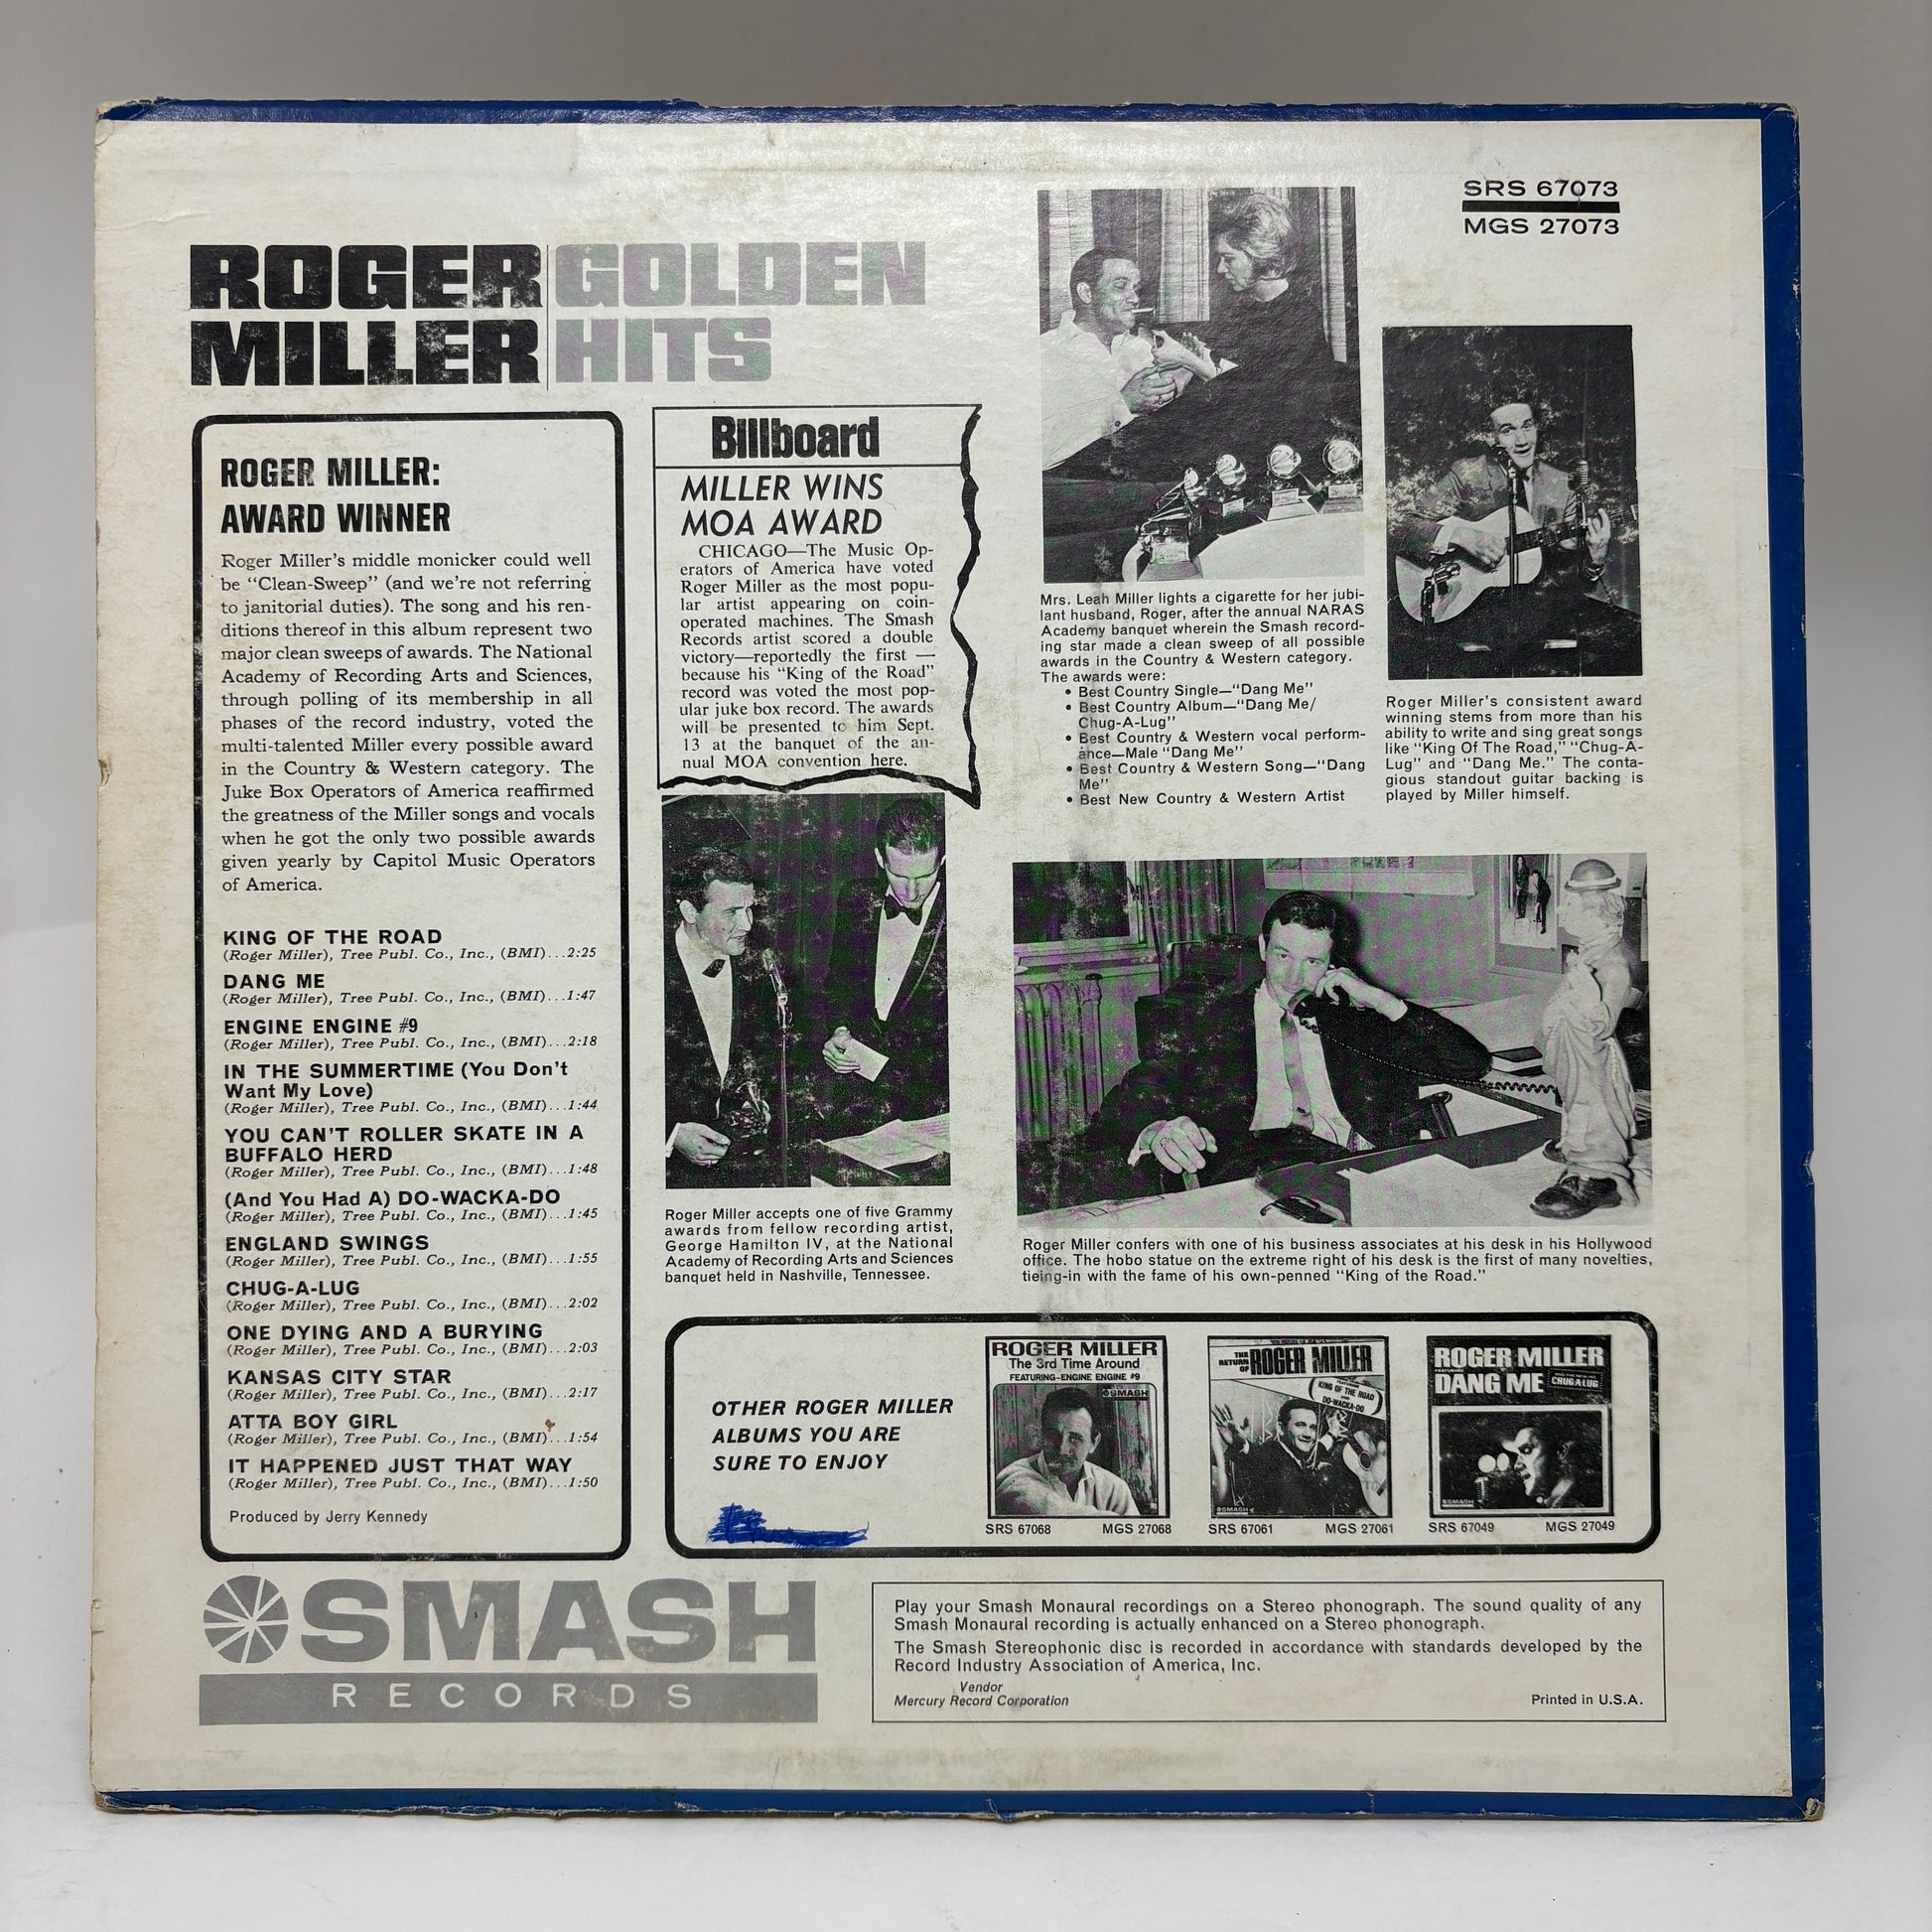 SRS 67073
MGS 27073
ROGER GOLDEN
MILLER HITS
ROGER MILLER:
AWARD WINNER
Roger Miller's middle monicker could well
be "Clean-Sweep" (and we're not referring
to janitorial duties). The song and his ren-
ditions thereof in this album represent two
major clean sweeps of awards. The National
Academy of Recording Arts and Sciences,
through polling of its membership in all
phases of the record industry, voted the
multi-talented Miller every possible award
in the Country & Western category. The
Juke Box Operators of America reaffirmed
the greatness of the Miller songs and vocals
when he got the only two possible awards
given yearly by Capitol Music Operators
of America.
KING OF THE ROAD
(Roger Miller), Tree Publ. Co., Inc., (BMI)...2:25
DANG ME
(Roger Miller), Tree Publ. Co., Inc., (BMI)...1:47
ENGINE ENGINE #9
(Roger Miller), Tree Publ. Co., Inc., (BMI)...2:18
IN THE SUMMERTIME (You Don't
Want My Love)
(Roger Miller), Tree Publ. Co., Inc., (BMI)...1:44
YOU CAN'T ROLLER SKATE IN A
BUFFALO HERD
(Roger Miller), Tree Publ. Co., Inc., (BMI)...1:48
(And You Had A) DO-WACKA-DO
(Roger Miller), Tree Publ. Co., Inc., (BMI)...1:45
ENGLAND SWINGS
(Roger Miller), Tree Publ. Co., Inc., (BMI)...1:55
CHUG-A-LUG
(Roger Miller), Tree Publ. Co., Inc., (BMI)...2:02
ONE DYING AND A BURYING
(Roger Miller), Tree Publ. Co., Inc., (BMI)...2:03
KANSAS CITY STAR
(Roger Miller), Tree Publ. Co., Inc., (BMI)...2:17
ATTA BOY GIRL
(Roger Miller), Tree Publ. Co., Inc., (BMI)...1:54
IT HAPPENED JUST THAT WAY
(Roger Miller), Tree Publ. Co., Inc., (BMI)...1:50
Produced by Jerry Kennedy
Billboard
MILLER WINS
MOA AWARD
CHICAGO—The Music Op-
erators of America have voted
Roger Miller as the most popu-
lar artist appearing on coin-
operated machines. The Smash
Records artist scored a double
victory—reportedly the first —
because his "King of the Road"
record was voted the most pop-
ular juke box record. The awards
will be presented to him Sept.
13 at the banquet of the an-
nual MOA convention here.
Mrs. Leah Miller lights a cigarette for her jubi-
lant husband, Roger, after the annual NARAS
Academy banquet wherein the Smash record-
ing star made a clean sweep of all possible
awards in the Country & Western category.
The awards were:
• Best Country Single—"Dang Me"
• Best Country Album—"Dang Me/
Chug-A-Lug"
• Best Country & Western vocal perform-
ance—Male "Dang Me"
• Best Country & Western Song—"Dang
Me"
• Best New Country & Western Artist
Roger Miller's consistent award
winning stems from more than his
ability to write and sing great songs
like "King Of The Road," "Chug-A-
Lug" and "Dang Me." The conta-
gious standout guitar backing is
played by Miller himself.
Roger Miller accepts one of five Grammy
awards from fellow recording artist,
George Hamilton IV, at the National
Academy of Recording Arts and Sciences
banquet held in Nashville, Tennessee.
Roger Miller confers with one of his business associates at his desk in his Hollywood
office. The hobo statue on the extreme right of his desk is the first of many novelties,
tieing-in with the fame of his own-penned "King of the Road."
OTHER ROGER MILLER
ALBUMS YOU ARE
SURE TO ENJOY
ROGER MILLER
The 3rd Time Around
FEATURING-ENGINE ENGINE #9
SMASH
SRS 67068 MGS 27068
THE RETURN OF ROGER MILLER
FEATURING
KING OF THE ROAD
AND
DO-WACKA-DO
SMASH
SRS 67061 MGS 27061
ROGER MILLER
FEATURING
DANG ME
CHUG A LUG
SMASH
SRS 67049 MGS 27049
SMASH
RECORDS
Play your Smash Monaural recordings on a Stereo phonograph. The sound quality of any
Smash Monaural recording is actually enhanced on a Stereo phonograph.
The Smash Stereophonic disc is recorded in accordance with standards developed by the
Record Industry Association of America, Inc.
Vendor
Mercury Record Corporation
Printed in U.S.A.